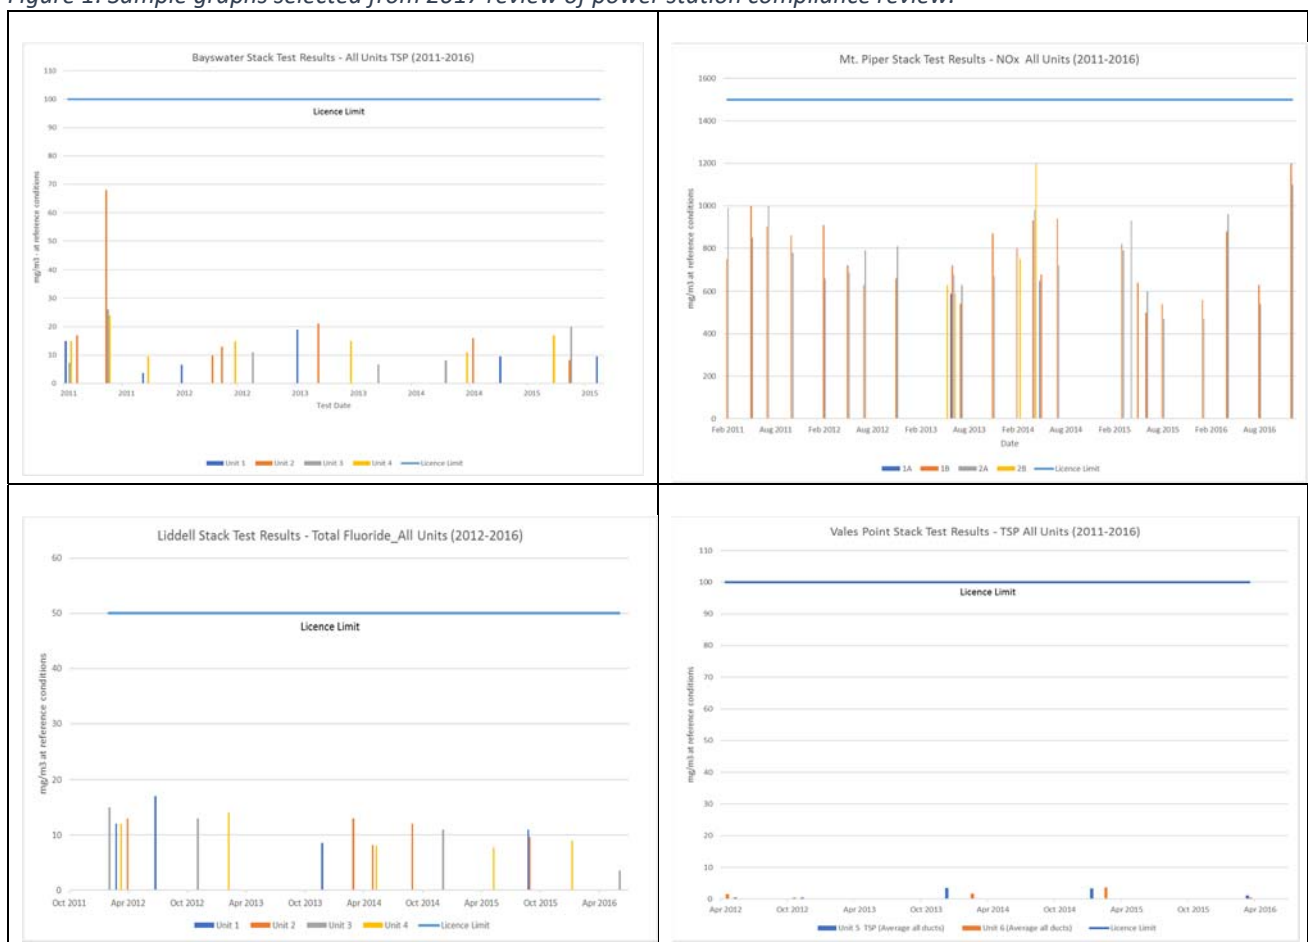 Figure 1: Sample graphs selected from 2017 review of power station compliance review.
Bayswater Stack Test Results - All Units TSP (2011-2016)
110
100
Licence Limit
90
80
70
60
50
40
30
20
10
0
mg/m3 - at reference conditions
2011 2011 2012 2012 2013 2013 2014 2014 2015 2015
Test Date
Unit 1 Unit 2 Unit 3 Unit 4 Licence Limit
Mt. Piper Stack Test Results - NOx All Units (2011-2016)
1600
1400
1200
1000
800
600
400
200
0
mg/m3 at reference conditions
Feb 2011 Aug 2011 Feb 2012 Aug 2012 Feb 2013 Aug 2013 Feb 2014 Aug 2014 Feb 2015 Aug 2015 Feb 2016 Aug 2016
Date
1A 1B 2A 2B Licence Limit
Liddell Stack Test Results - Total Fluoride_All Units (2012-2016)
60
50
Licence Limit
40
30
20
10
0
mg/m3 at reference conditions
Oct 2011 Apr 2012 Oct 2012 Apr 2013 Oct 2013 Apr 2014 Oct 2014 Apr 2015 Oct 2015 Apr 2016
Unit 1 Unit 2 Unit 3 Unit 4 Licence Limit
Vales Point Stack Test Results - TSP All Units (2011-2016)
110
100
Licence Limit
90
80
70
60
50
40
30
20
10
0
mg/m3 at reference conditions
Apr 2012 Oct 2012 Apr 2013 Oct 2013 Apr 2014 Oct 2014 Apr 2015 Oct 2015 Apr 2016
Unit 5 TSP (Average all ducts) Unit 6 (Average all ducts) Licence Limit